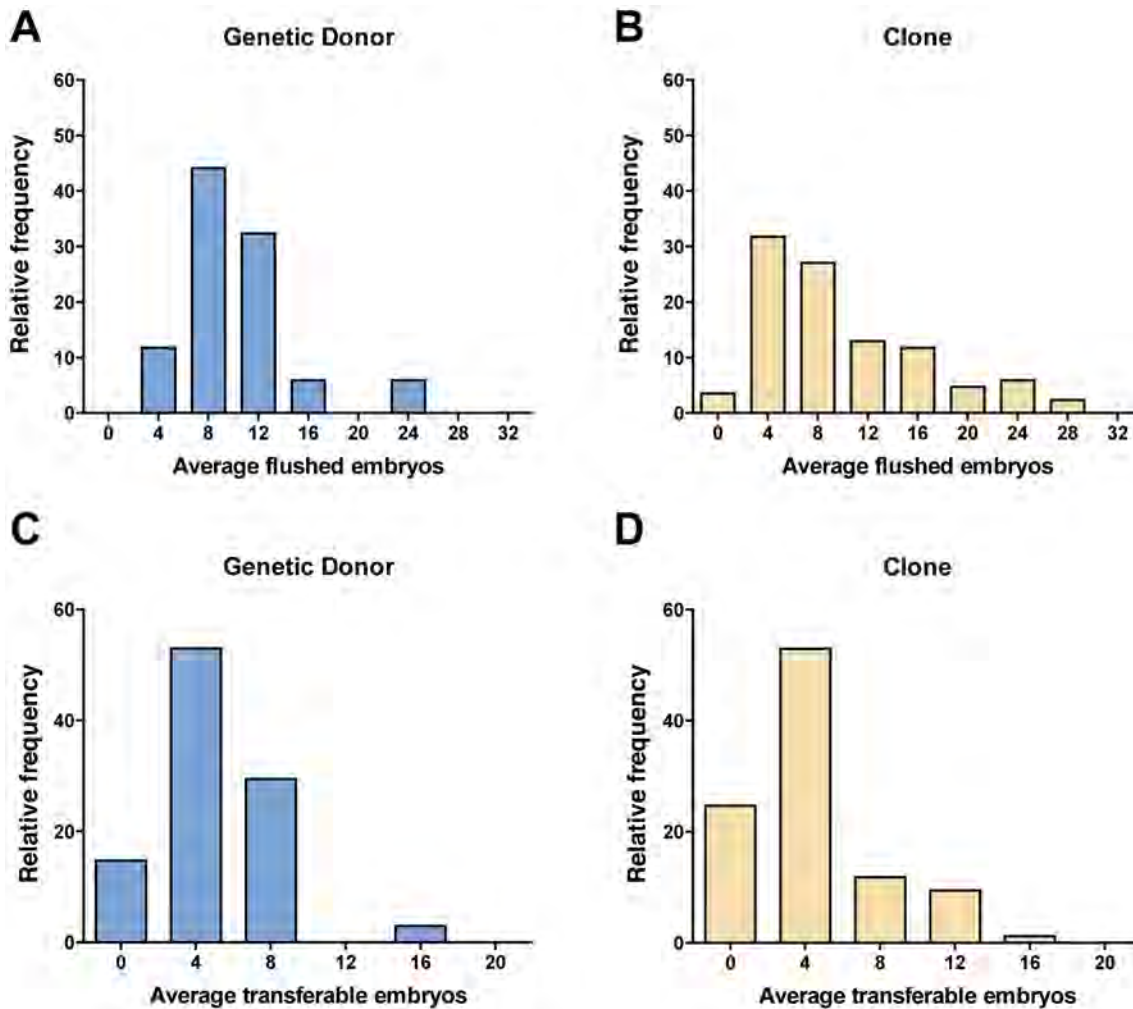 A
Genetic Donor
60
50
40
30
20
10
0
Relative frequency
0 4 8 12 16 20 24 28 32
Average flushed embryos
B
Clone
60
50
40
30
20
10
0
Relative frequency
0 4 8 12 16 20 24 28 32
Average flushed embryos
C
Genetic Donor
60
40
20
0
Relative frequency
0 4 8 12 16 20
Average transferable embryos
D
Clone
60
40
20
0
Relative frequency
0 4 8 12 16 20
Average transferable embryos